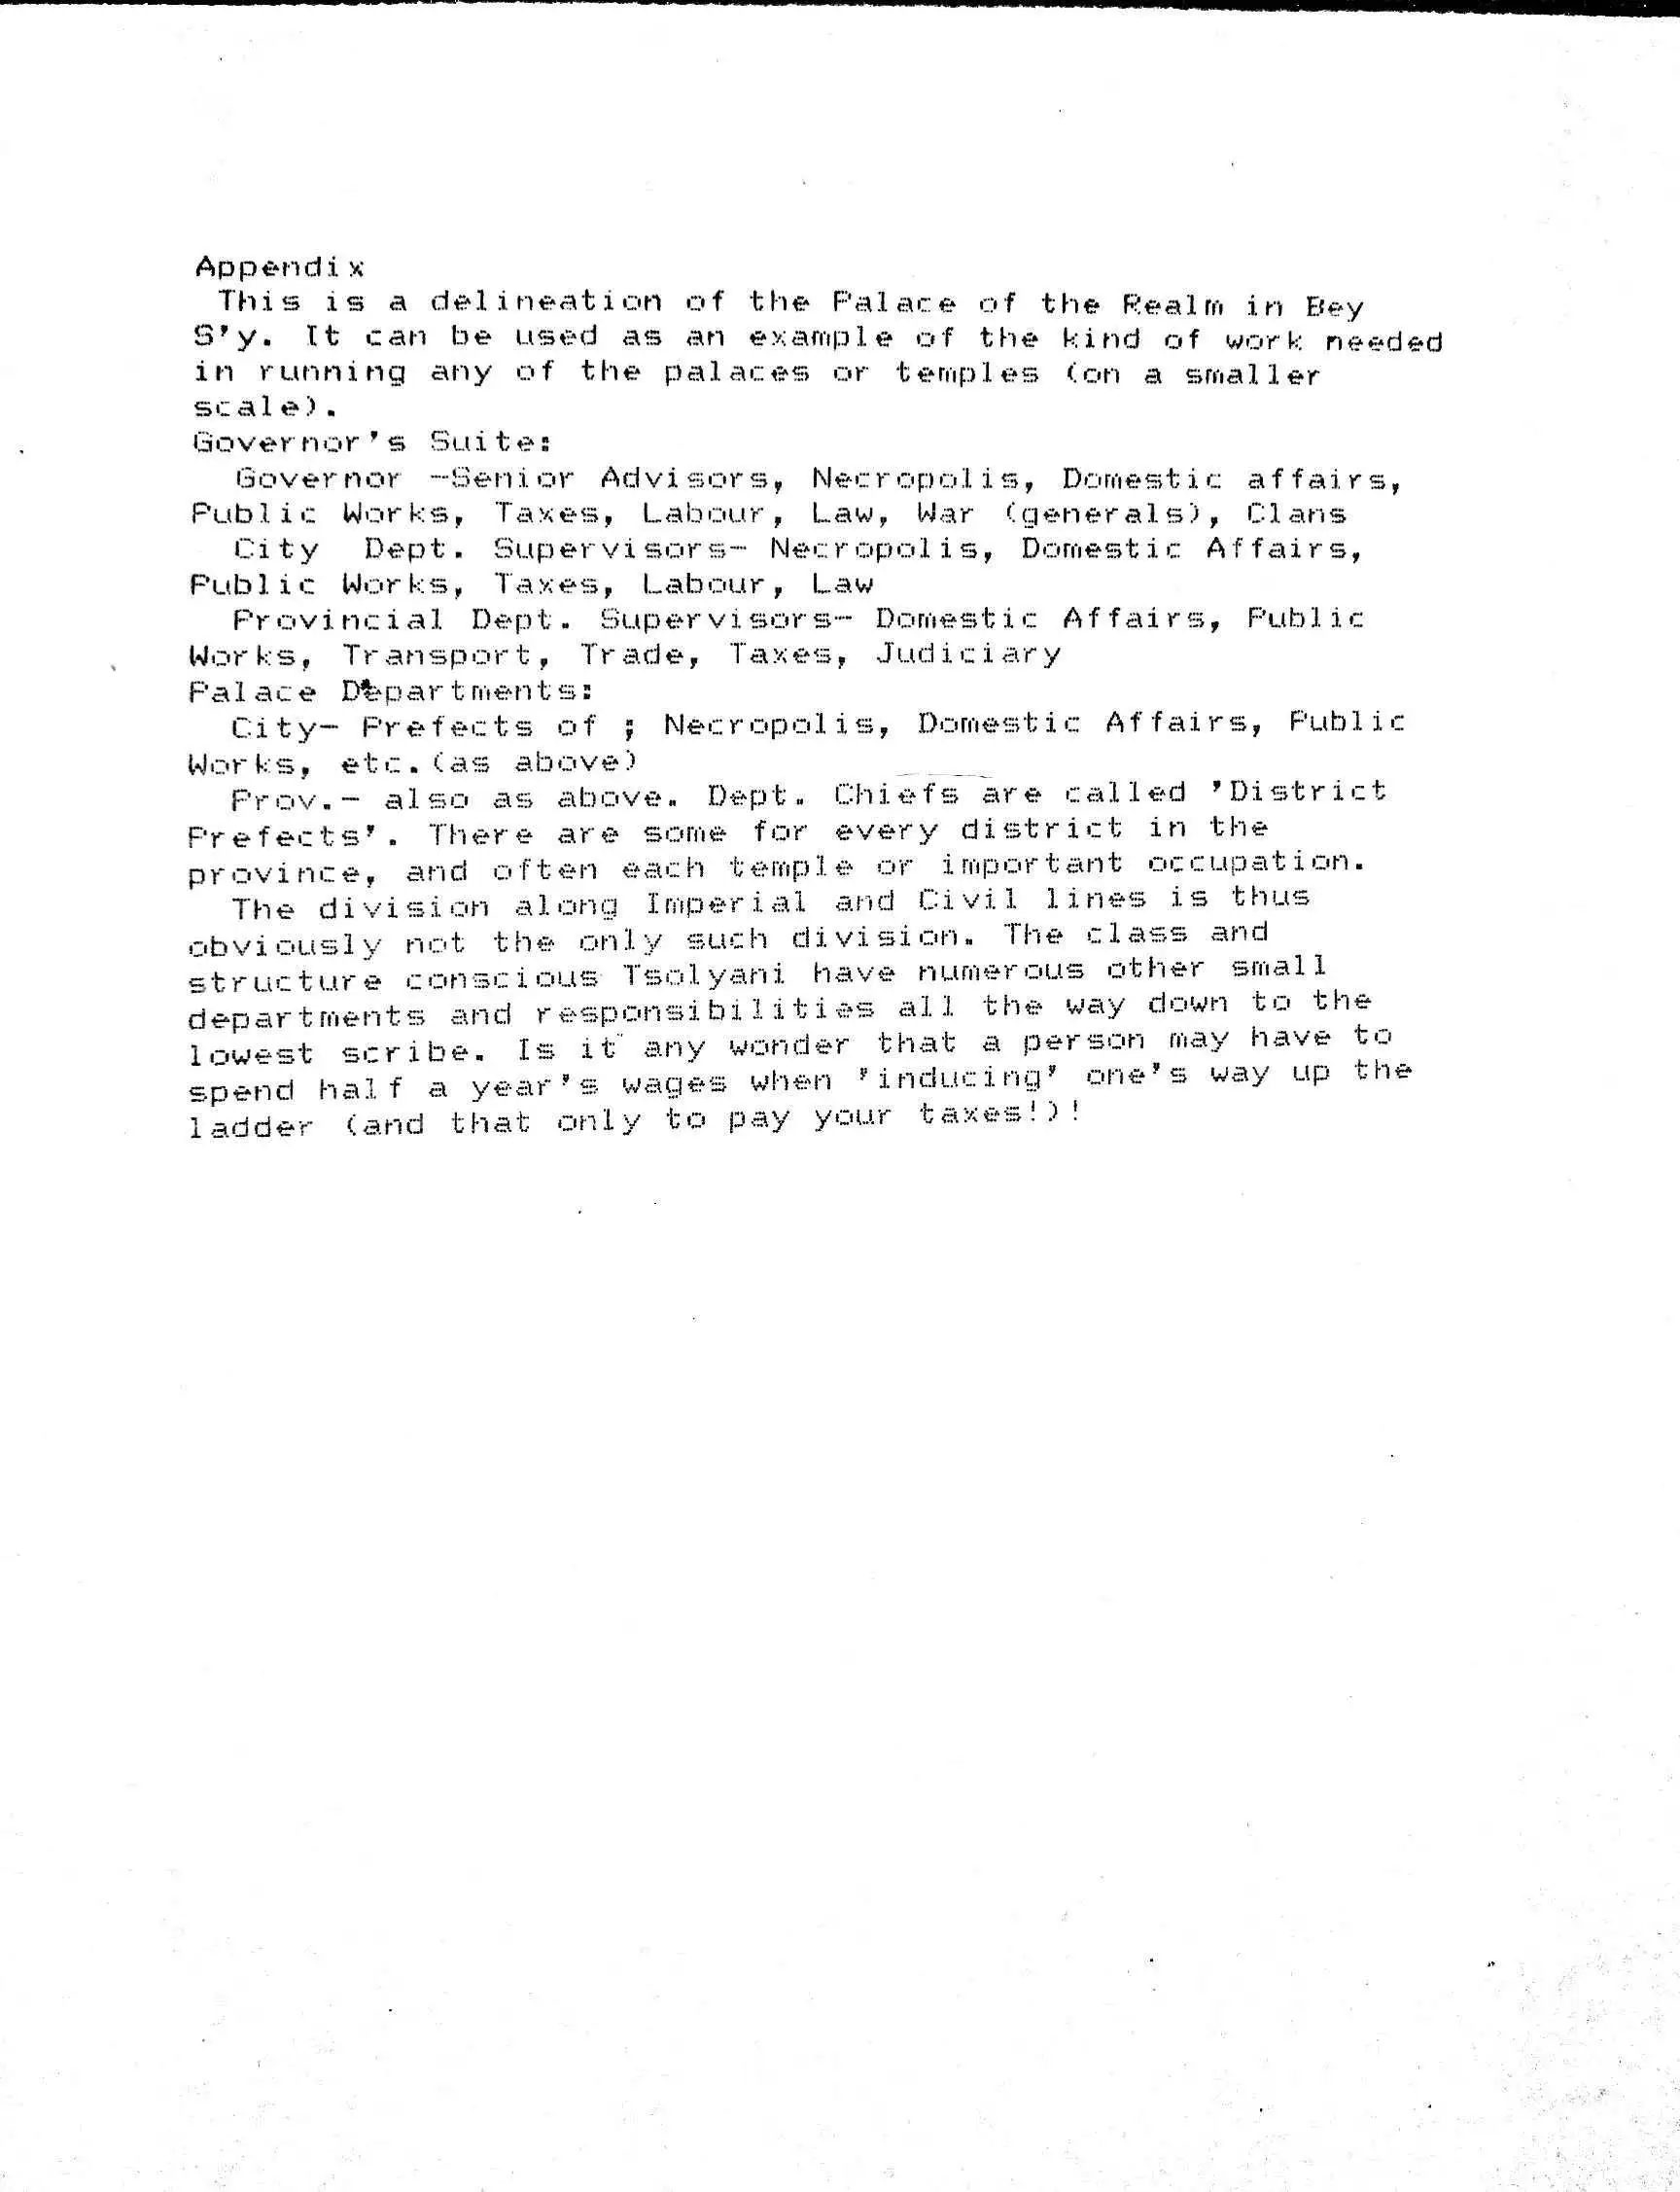 Appendix
This is a delineation of the Palace of the Realm in Bey
S'y. It can be used as an example of the kind of work needed
in running any of the palaces or temples (on a smaller
scale).
Governor's Suite:
Governor -Senior Advisors, Necropolis, Domestic affairs,
Public Works, Taxes, Labour, Law, War (generals), Clans
City  Dept. Supervisors- Necropolis, Domestic Affairs,
Public Works, Taxes, Labour, Law
Provincial Dept. Supervisors- Domestic Affairs, Public
Works, Transport, Trade, Taxes, Judiciary
Palace Departments:
City- Prefects of ; Necropolis, Domestic Affairs, Public
Works, etc.(as above)
Prov.- also as above. Dept. Chiefs are called 'District
Prefects'. There are some for every district in the
province, and often each temple or important occupation.
The division along Imperial and Civil lines is thus
obviously not the only such division. The class and
structure conscious Tsolyani have numerous other small
departments and responsibilities all the way down to the
lowest scribe. Is it any wonder that a person may have to
spend half a year's wages when 'inducing' one's way up the
ladder (and that only to pay your taxes!)!